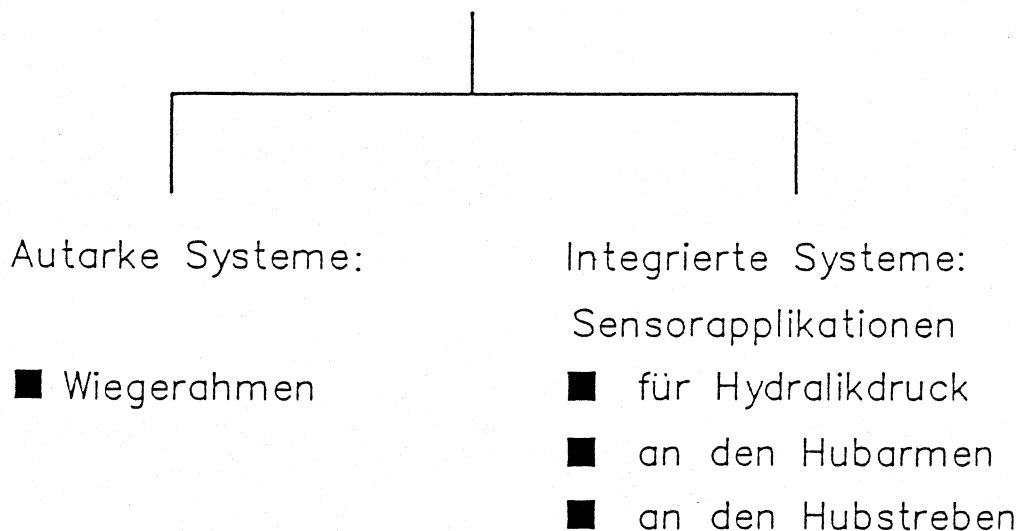 Autarke Systeme:
■ Wiegerahmen
Integrierte Systeme:
Sensorapplikationen
■ für Hydralikdruck
■ an den Hubarmen
■ an den Hubstreben